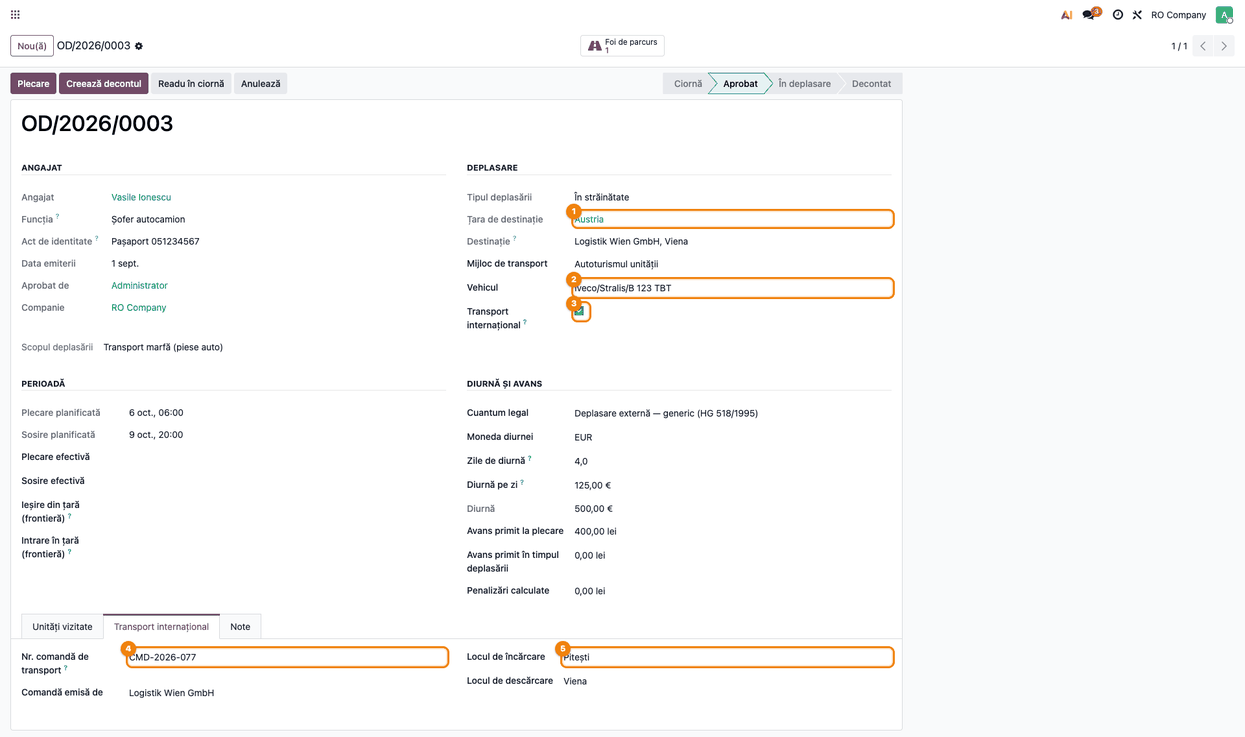 AI
3
RO Company
A
Nou(ă)
OD/2026/0003
Foi de parcurs
1
1 / 1
Plecare
Creează decontul
Readu în ciornă
Anulează
Ciornă
Aprobat
În deplasare
Decontat
OD/2026/0003
ANGAJAT
Angajat Vasile Ionescu
Funcția ? Șofer autocamion
Act de identitate ? Pașaport 051234567
Data emiterii 1 sept.
Aprobat de Administrator
Companie RO Company
Scopul deplasării Transport marfă (piese auto)
DEPLASARE
Tipul deplasării În străinătate
1
Țara de destinație Austria
Destinație ? Logistik Wien GmbH, Viena
Mijloc de transport Autoturismul unității
2
Vehicul Iveco/Stralis/B 123 TBT
3
Transport
internațional ?
PERIOADĂ
Plecare planificată 6 oct., 06:00
Sosire planificată 9 oct., 20:00
Plecare efectivă
Sosire efectivă
Ieșire din țară
(frontieră) ?
Intrare în țară
(frontieră) ?
DIURNĂ ȘI AVANS
Cuantum legal Deplasare externă — generic (HG 518/1995)
Moneda diurnei EUR
Zile de diurnă ? 4,0
Diurnă pe zi ? 125,00 €
Diurnă 500,00 €
Avans primit la plecare 400,00 lei
Avans primit în timpul 0,00 lei
deplasării
Penalizări calculate 0,00 lei
Unități vizitate
Transport internațional
Note
4
Nr. comandă de CMD-2026-077
transport ?
Comandă emisă de Logistik Wien GmbH
5
Locul de încărcare Pitești
Locul de descărcare Viena